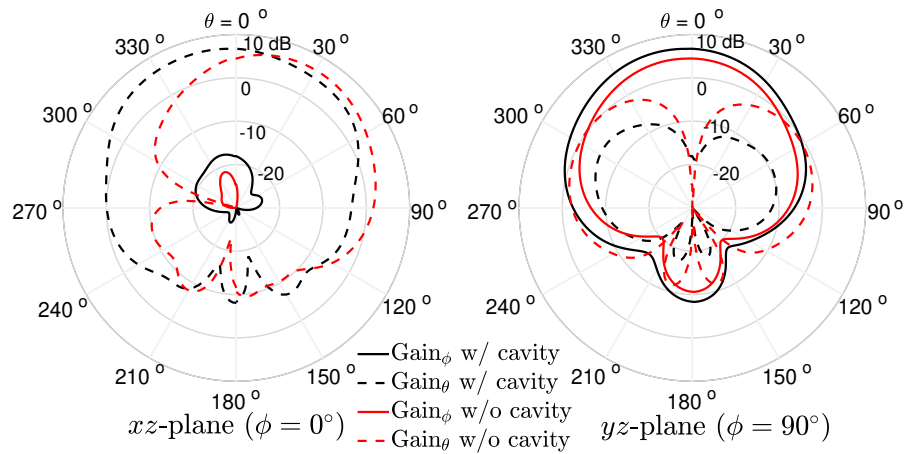 θ = 0 °
10 dB
330 °
30 °
0
300 °
60 °
-10
-20
270 °
90 °
240 °
120 °
210 °
150 °
180 °
xz-plane (ϕ = 0°)
θ = 0 °
10 dB
330 °
30 °
0
300 °
60 °
-10
-20
270 °
90 °
240 °
120 °
210 °
150 °
180 °
yz-plane (ϕ = 90°)
Gainϕ w/ cavity
Gainθ w/ cavity
Gainϕ w/o cavity
Gainθ w/o cavity